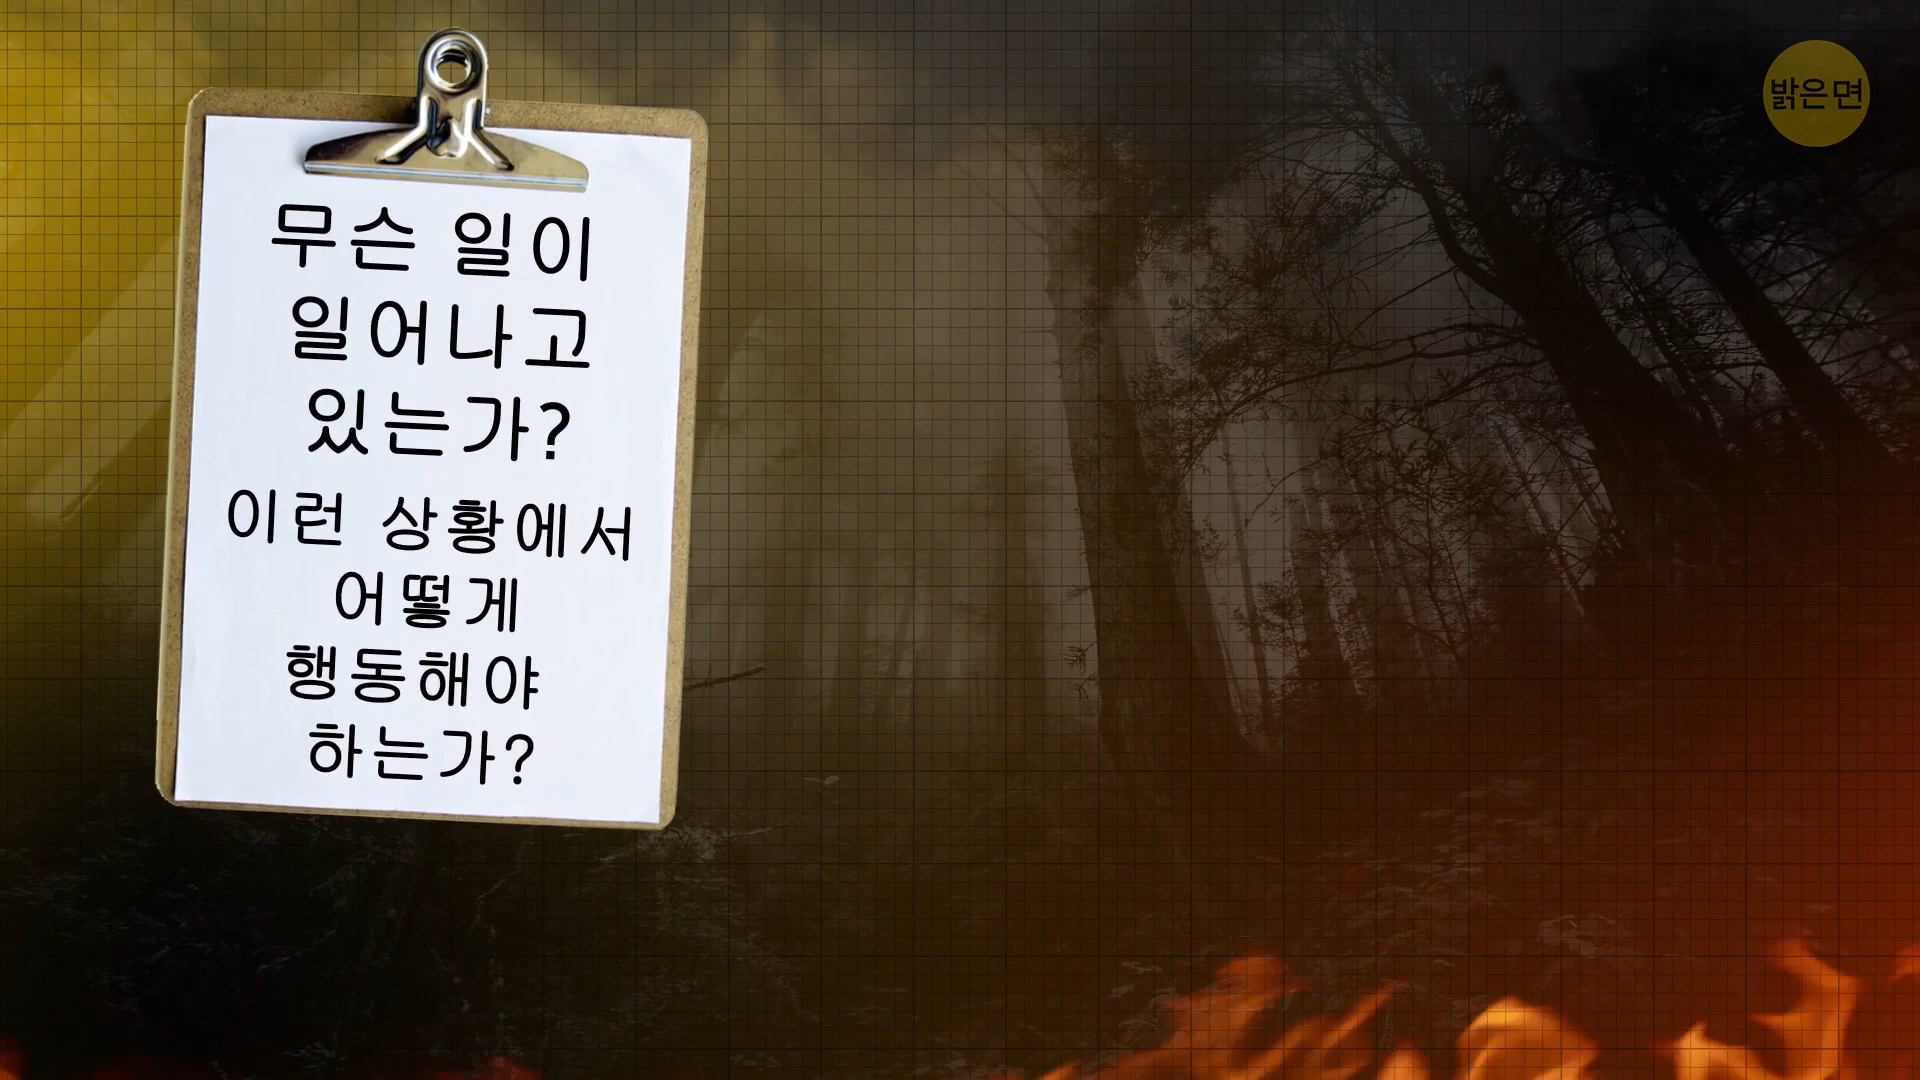 무슨 일이
일어나고
있는가?
이런 상황에서
어떻게
행동해야
하는가?
밝은면